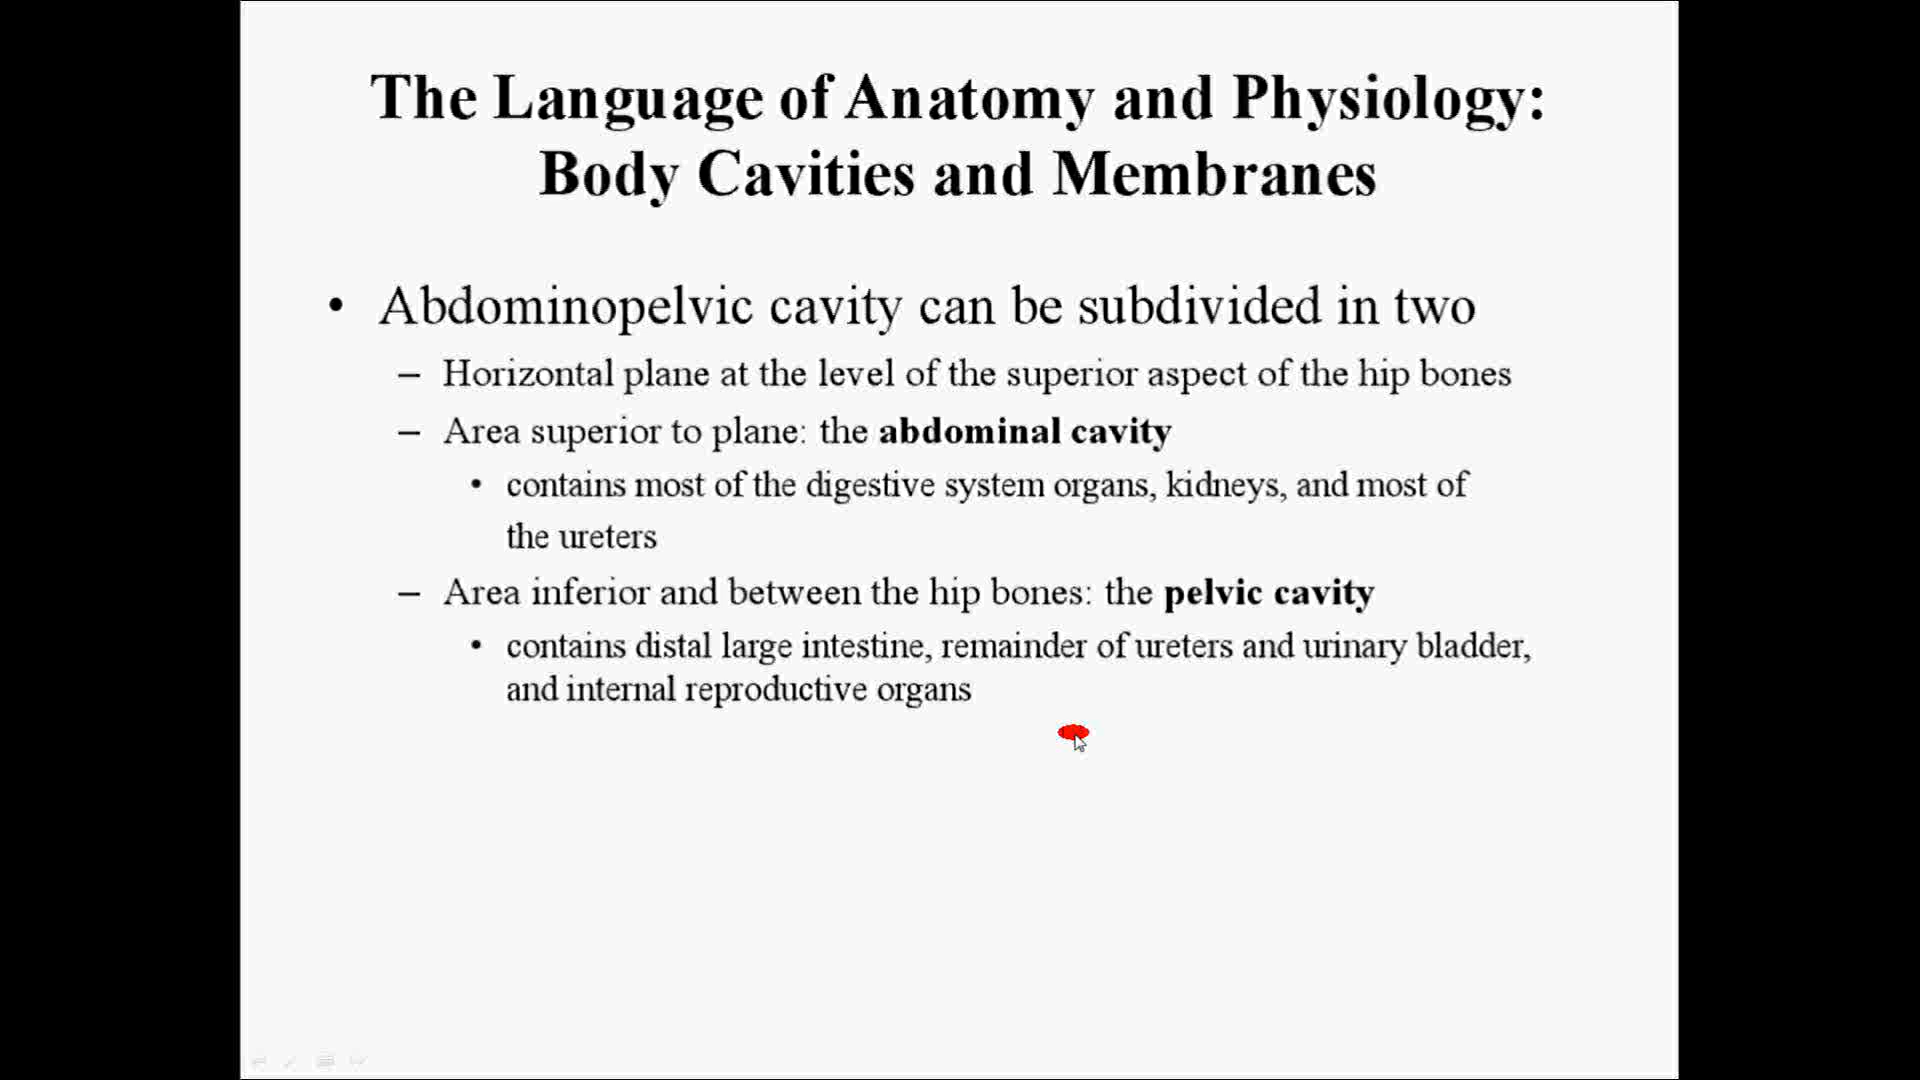 The Language of Anatomy and Physiology:
Body Cavities and Membranes
• Abdominopelvic cavity can be subdivided in two
– Horizontal plane at the level of the superior aspect of the hip bones
– Area superior to plane: the abdominal cavity
• contains most of the digestive system organs, kidneys, and most of
the ureters
– Area inferior and between the hip bones: the pelvic cavity
• contains distal large intestine, remainder of ureters and urinary bladder,
and internal reproductive organs